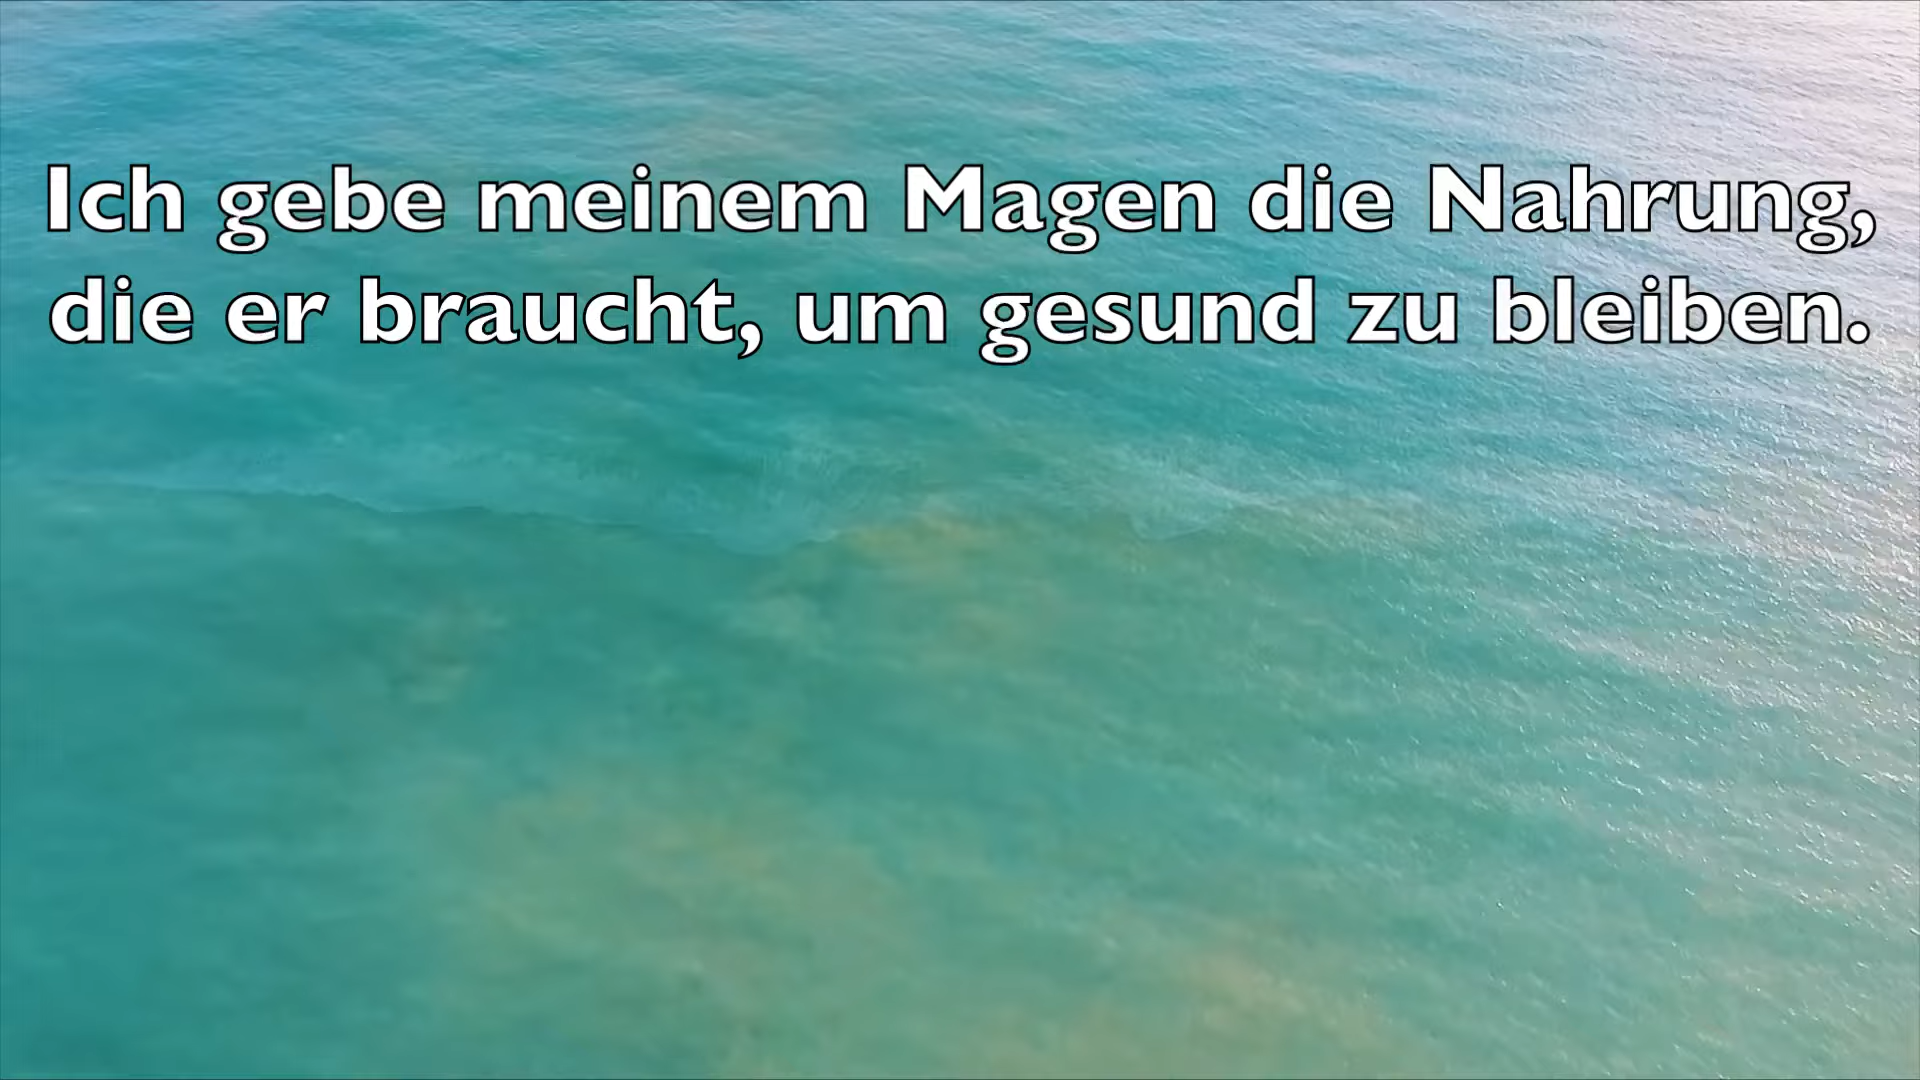 Ich gebe meinem Magen die Nahrung,
die er braucht, um gesund zu bleiben.